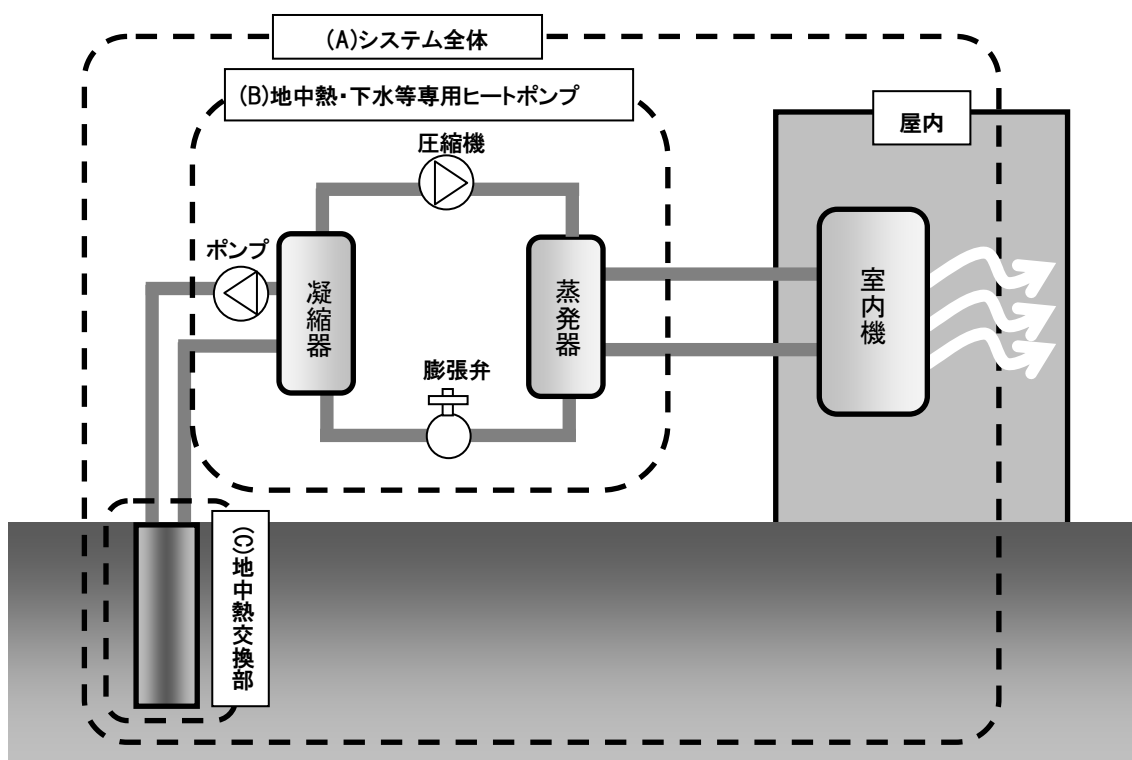 (A)システム全体
(B)地中熱・下水等専用ヒートポンプ
屋内
圧縮機
ポンプ
凝縮器
蒸発器
室内機
膨張弁
(C)地中熱交換部